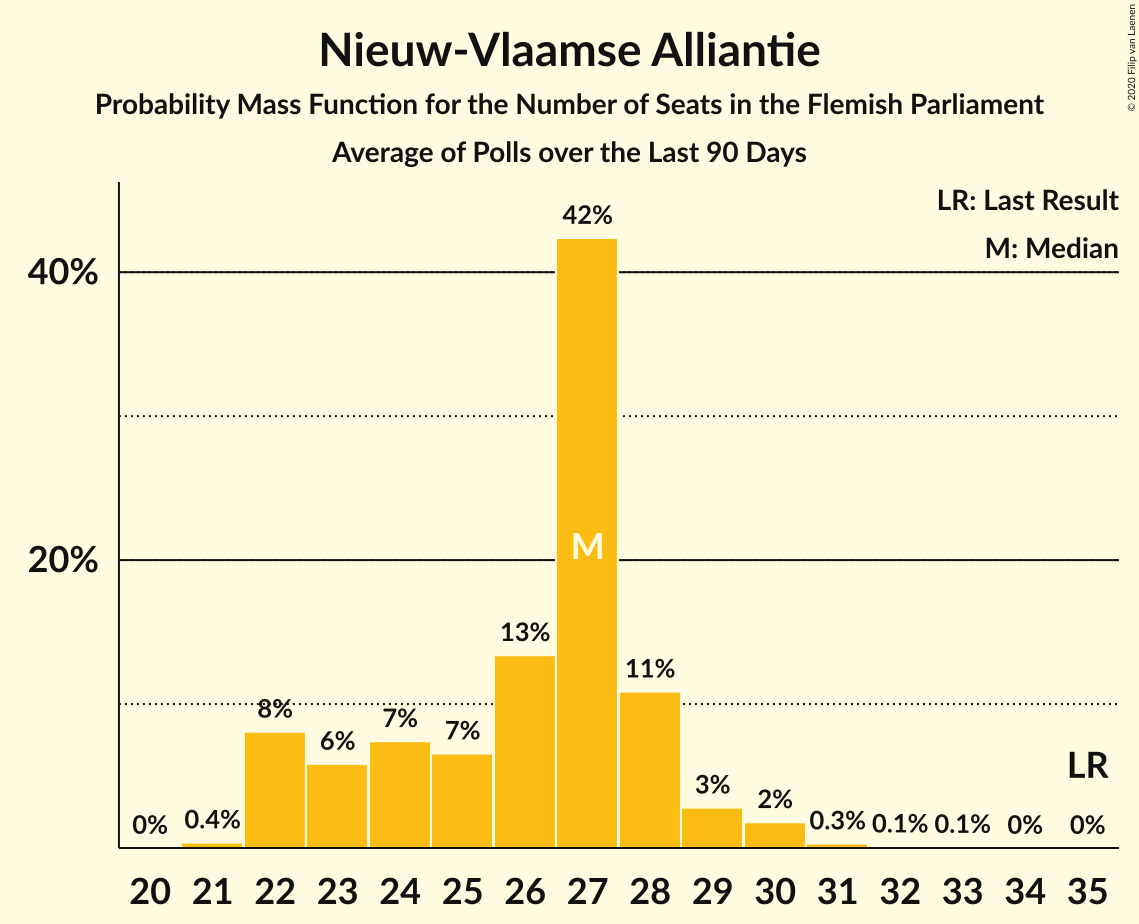 Nieuw-Vlaamse Alliantie
Probability Mass Function for the Number of Seats in the Flemish Parliament
Average of Polls over the Last 90 Days
© 2020 Filip van Laenen
LR: Last Result
M: Median
42%
40%
M
20%
13%
11%
8%
7%
7%
6%
LR
3%
2%
0%
0.4%
0.3%
0.1%
0.1%
0%
0%
20 21 22 23 24 25 26 27 28 29 30 31 32 33 34 35